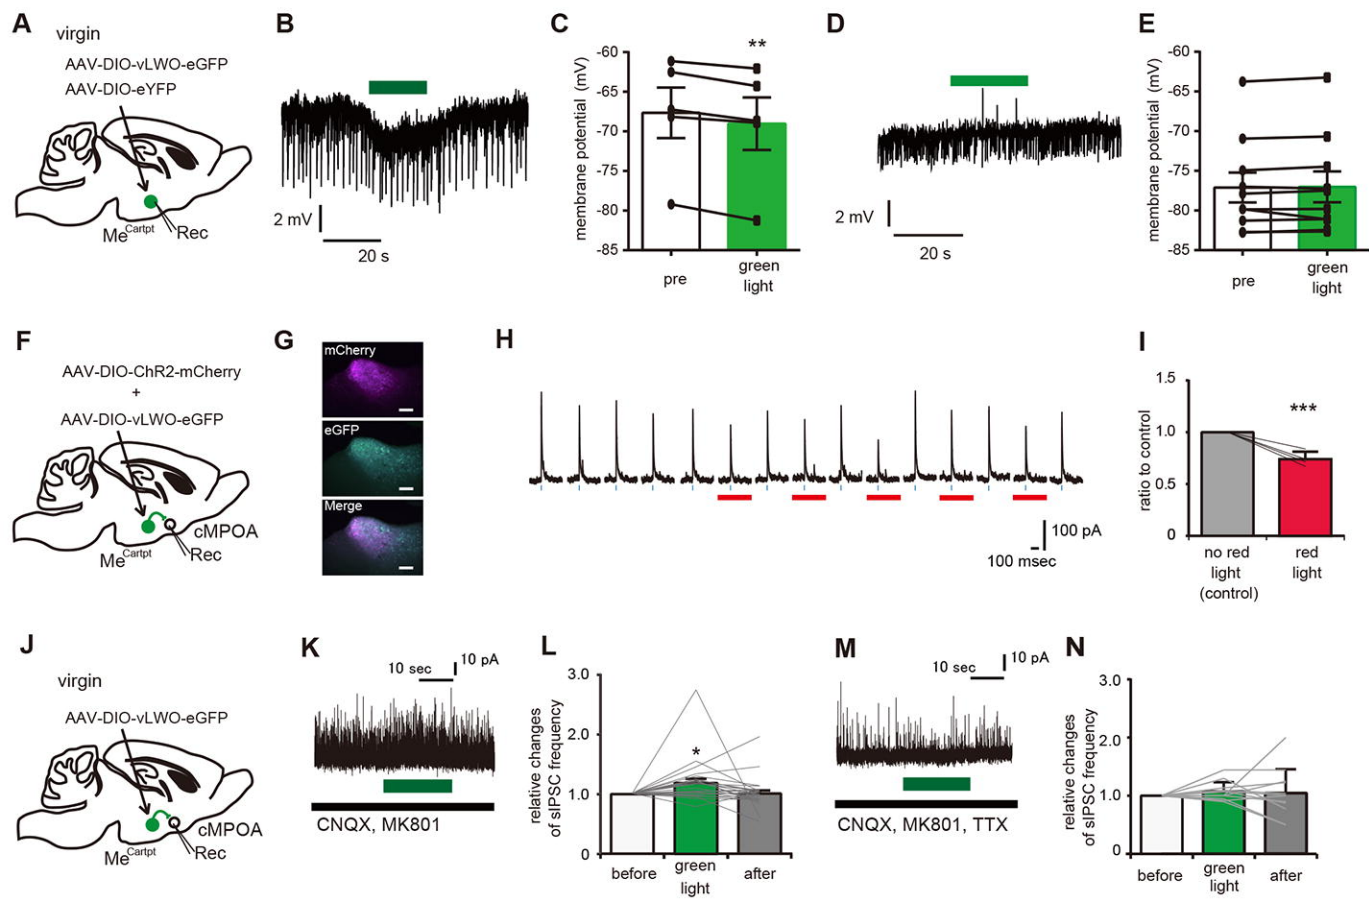 A
virgin
AAV-DIO-vLWO-eGFP
AAV-DIO-eYFP
Me^Cartpt
Rec
B
2 mV
20 s
C
membrane potential (mV)
-60
-65
-70
-75
-80
-85
**
pre
green
light
D
2 mV
20 s
E
membrane potential (mV)
-60
-65
-70
-75
-80
-85
pre
green
light
F
AAV-DIO-ChR2-mCherry
+
AAV-DIO-vLWO-eGFP
cMPOA
Me^Cartpt
Rec
G
mCherry
eGFP
Merge
H
100 pA
100 msec
I
ratio to control
1.5
1.0
0.5
0
***
no red
light
(control)
red
light
J
virgin
AAV-DIO-vLWO-eGFP
cMPOA
Me^Cartpt
Rec
K
10 sec
10 pA
CNQX, MK801
L
relative changes
of sIPSC frequency
3.0
2.0
1.0
0
*
before
green
light
after
M
10 sec
10 pA
CNQX, MK801, TTX
N
relative changes
of sIPSC frequency
3.0
2.0
1.0
0
before
green
light
after